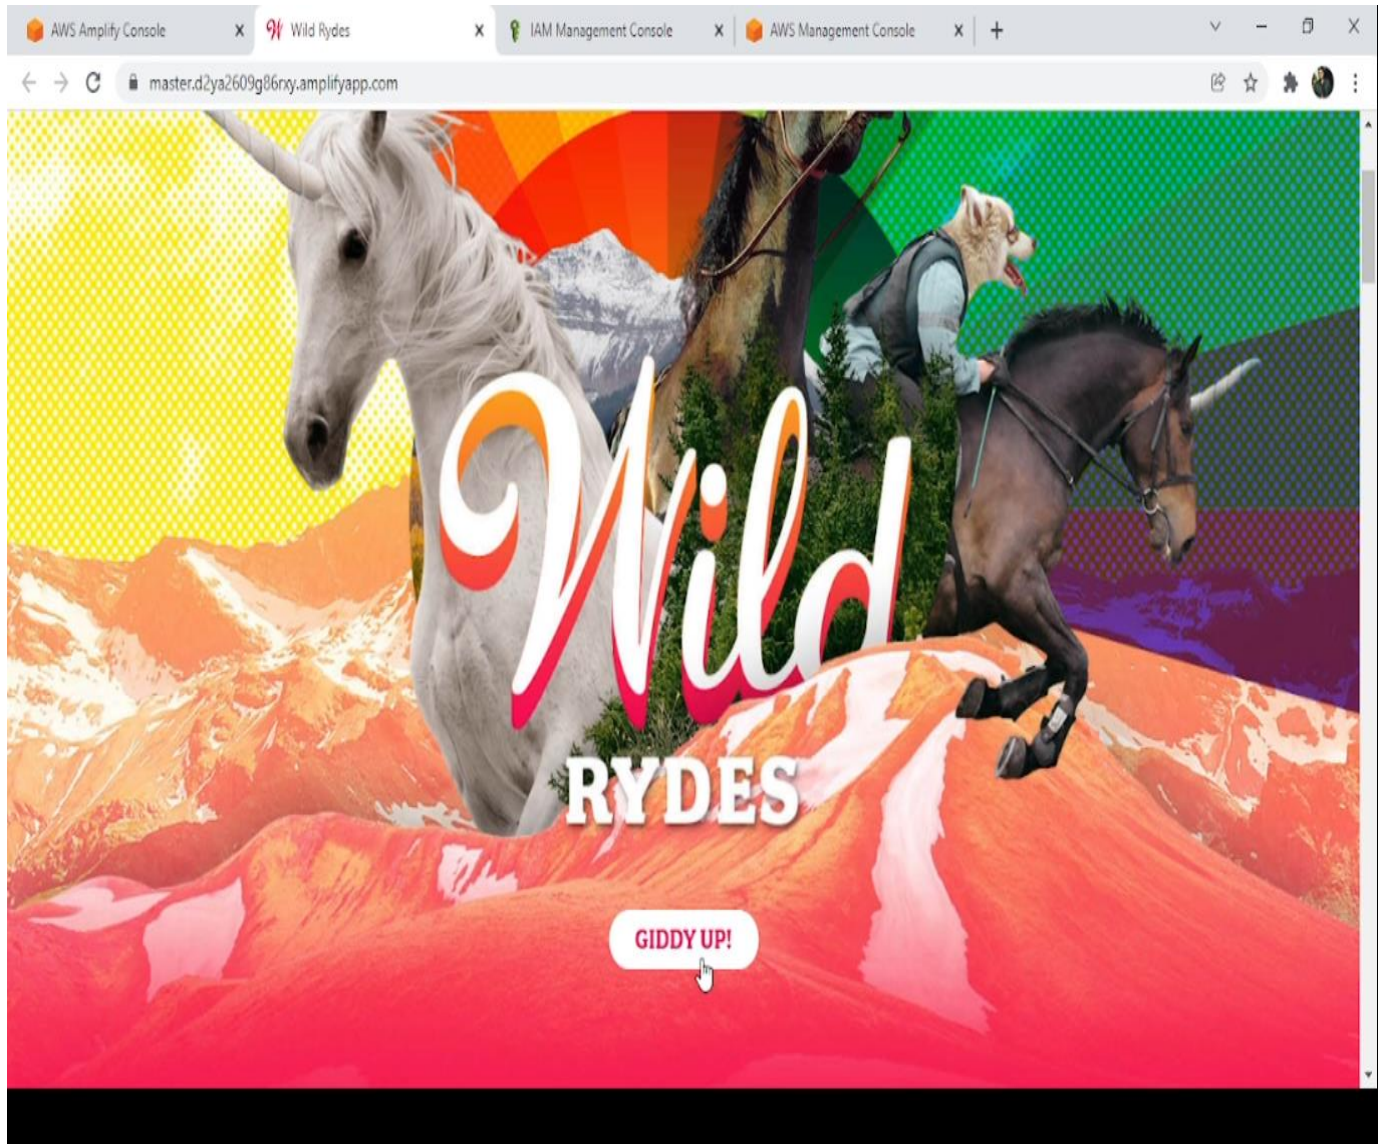 AWS Amplify Console
Wild Rydes
IAM Management Console
AWS Management Console
master.d2ya2609g86rxy.amplifyapp.com
Wild
RYDES
GIDDY UP!